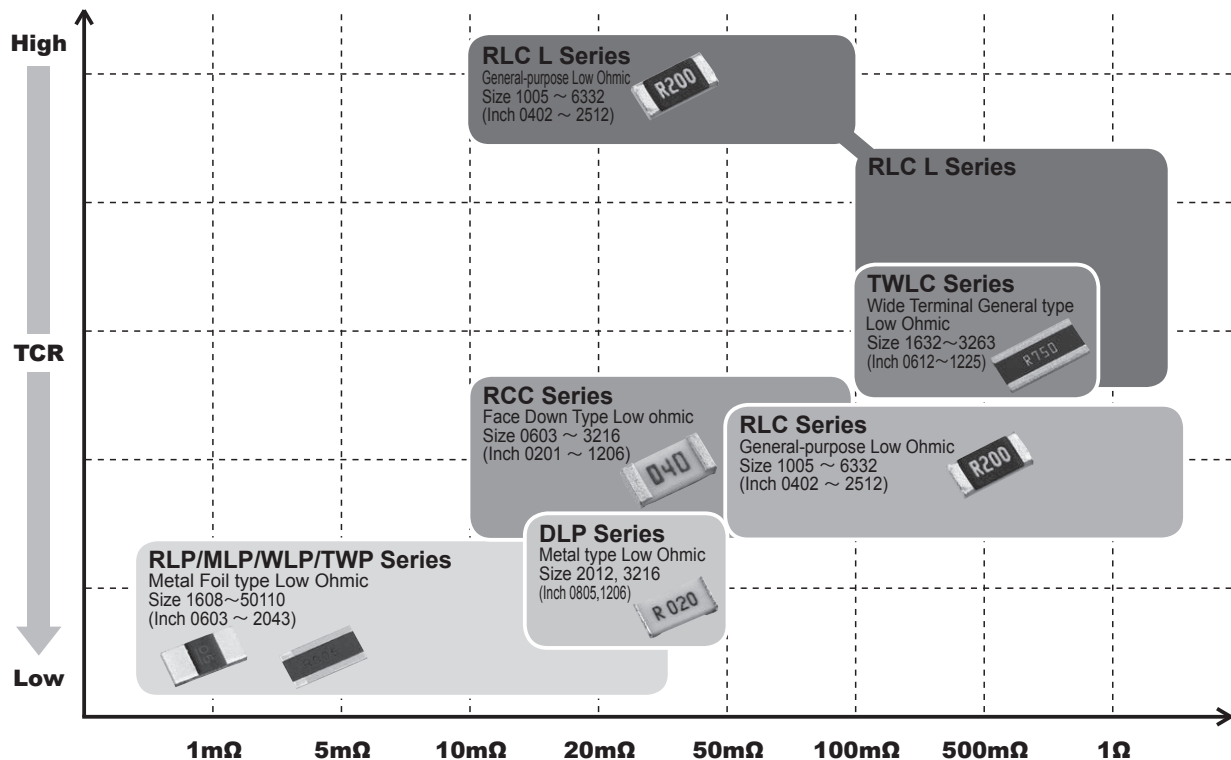 High
TCR
Low
RLC L Series
General-purpose Low Ohmic
Size 1005 ～ 6332
(Inch 0402 ～ 2512)
R200
RLC L Series
TWLC Series
Wide Terminal General type
Low Ohmic
Size 1632～3263
(Inch 0612～1225)
R750
RCC Series
Face Down Type Low ohmic
Size 0603 ～ 3216
(Inch 0201 ～ 1206)
040
RLC Series
General-purpose Low Ohmic
Size 1005 ～ 6332
(Inch 0402 ～ 2512)
R200
DLP Series
Metal type Low Ohmic
Size 2012, 3216
(Inch 0805,1206)
R 020
RLP/MLP/WLP/TWP Series
Metal Foil type Low Ohmic
Size 1608～50110
(Inch 0603 ～ 2043)
1mΩ 5mΩ 10mΩ 20mΩ 50mΩ 100mΩ 500mΩ 1Ω